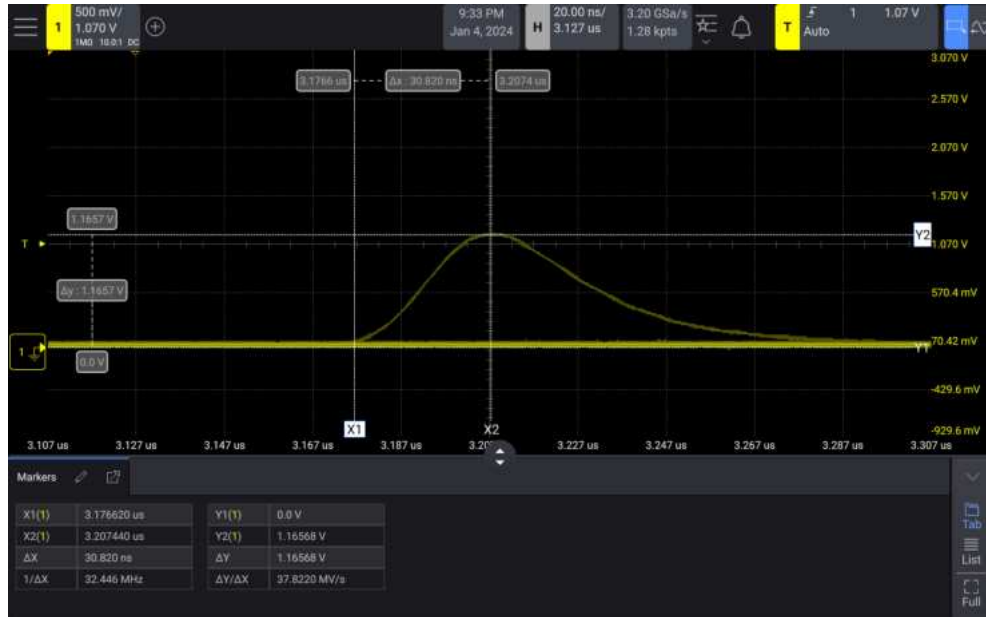 1
500 mV/
1.070 V
1MΩ 10.0:1 DC
9:33 PM
Jan 4, 2024
H
20.00 ns/
3.127 us
3.20 GSa/s
1.28 kpts
T
1 1.07 V
Auto
3.070 V
3.1766 us
Δx : 30.820 ns
3.2074 us
2.570 V
2.070 V
1.570 V
1.1657 V
Y2
T
1.070 V
Δy : 1.1657 V
570.4 mV
1
0.0 V
Y1
70.42 mV
-429.6 mV
X1
X2
-929.6 mV
3.107 us
3.127 us
3.147 us
3.167 us
3.187 us
3.227 us
3.247 us
3.267 us
3.287 us
3.307 us
Markers
X1(1) 3.176620 us Y1(1) 0.0 V
X2(1) 3.207440 us Y2(1) 1.16568 V
ΔX 30.820 ns ΔY 1.16568 V
1/ΔX 32.446 MHz ΔY/ΔX 37.8220 MV/s
Tab
List
Full